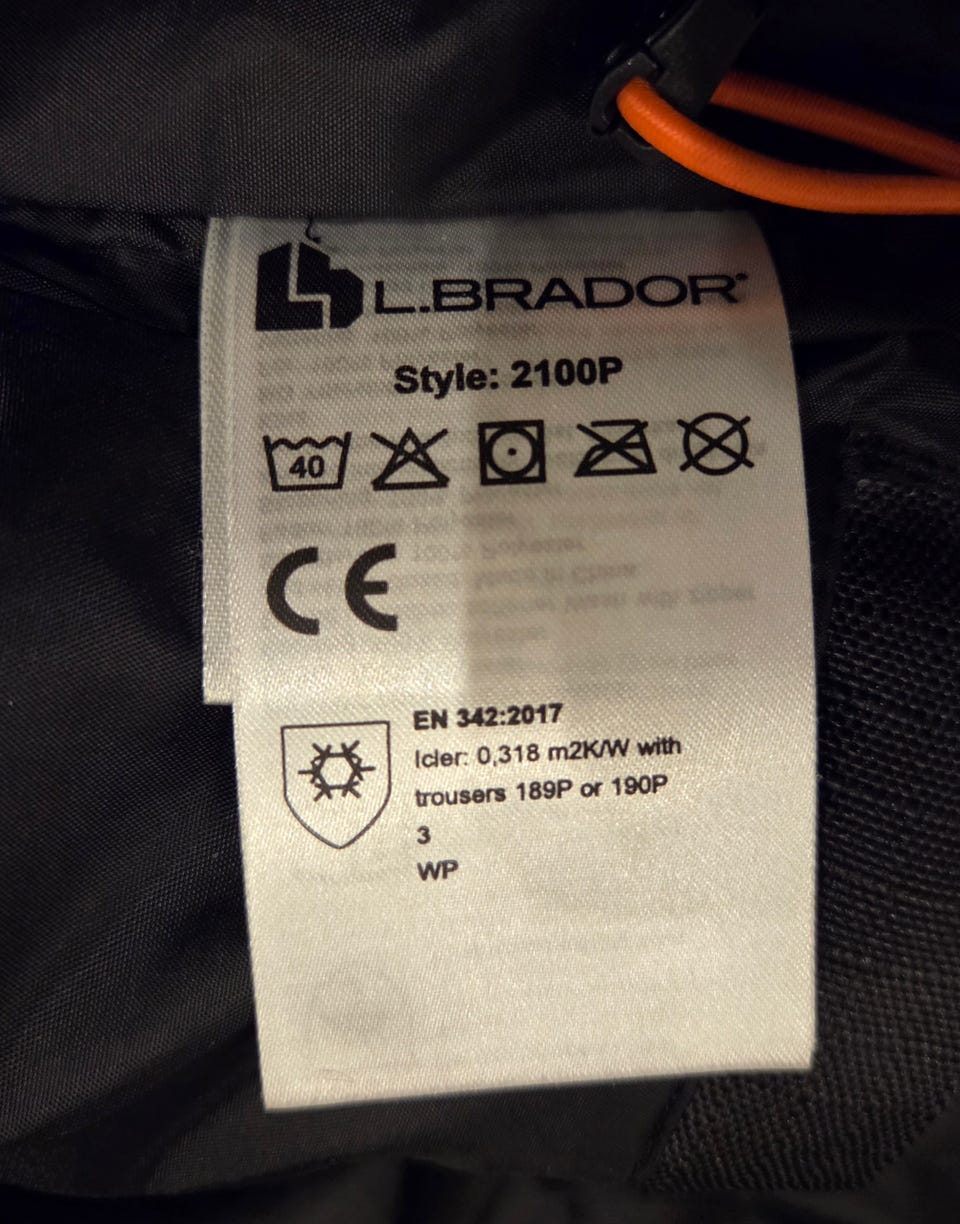 L.BRADOR®
Style: 2100P
40
CE
EN 342:2017
Icler: 0,318 m2K/W with
trousers 189P or 190P
3
WP